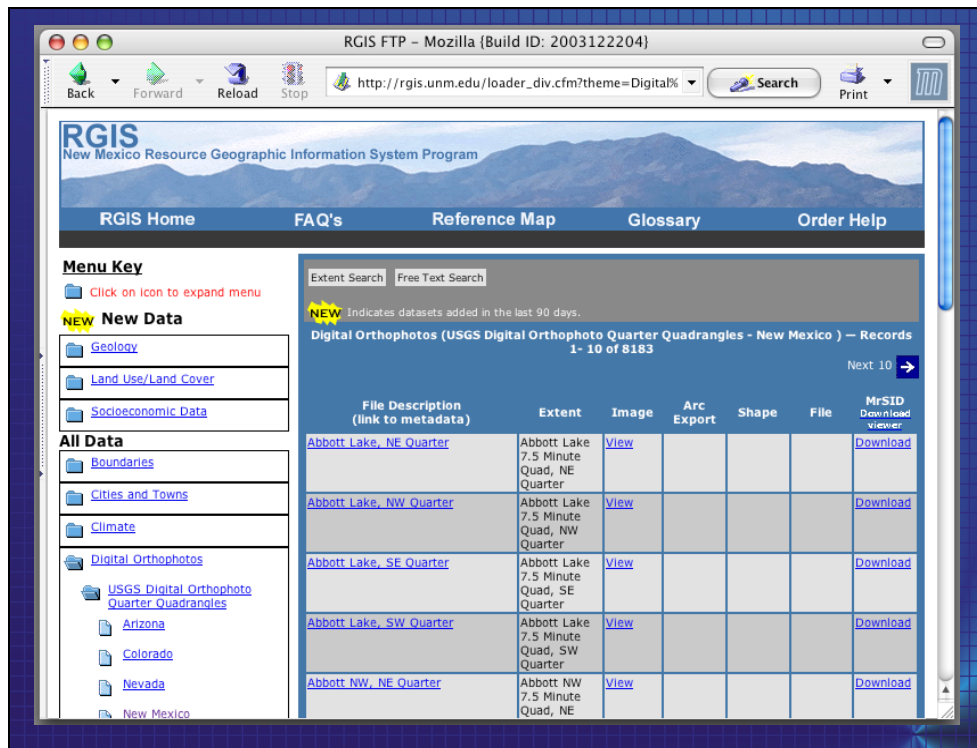 RGIS FTP – Mozilla {Build ID: 2003122204}
Back
Forward
Reload
Stop
http://rgis.unm.edu/loader_div.cfm?theme=Digital%
Search
Print
RGIS
New Mexico Resource Geographic Information System Program
RGIS Home
FAQ's
Reference Map
Glossary
Order Help
Menu Key
Click on icon to expand menu
NEW New Data
Geology
Land Use/Land Cover
Socioeconomic Data
All Data
Boundaries
Cities and Towns
Climate
Digital Orthophotos
USGS Digital Orthophoto
Quarter Quadrangles
Arizona
Colorado
Nevada
New Mexico
Extent Search
Free Text Search
NEW Indicates datasets added in the last 90 days.
Digital Orthophotos (USGS Digital Orthophoto Quarter Quadrangles - New Mexico ) — Records
1- 10 of 8183
Next 10
File Description
(link to metadata)
Extent
Image
Arc
Export
Shape
File
MrSID
Download
viewer
Abbott Lake, NE Quarter
Abbott Lake
7.5 Minute
Quad, NE
Quarter
View
Download
Abbott Lake, NW Quarter
Abbott Lake
7.5 Minute
Quad, NW
Quarter
View
Download
Abbott Lake, SE Quarter
Abbott Lake
7.5 Minute
Quad, SE
Quarter
View
Download
Abbott Lake, SW Quarter
Abbott Lake
7.5 Minute
Quad, SW
Quarter
View
Download
Abbott NW, NE Quarter
Abbott NW
7.5 Minute
Quad, NE
View
Download